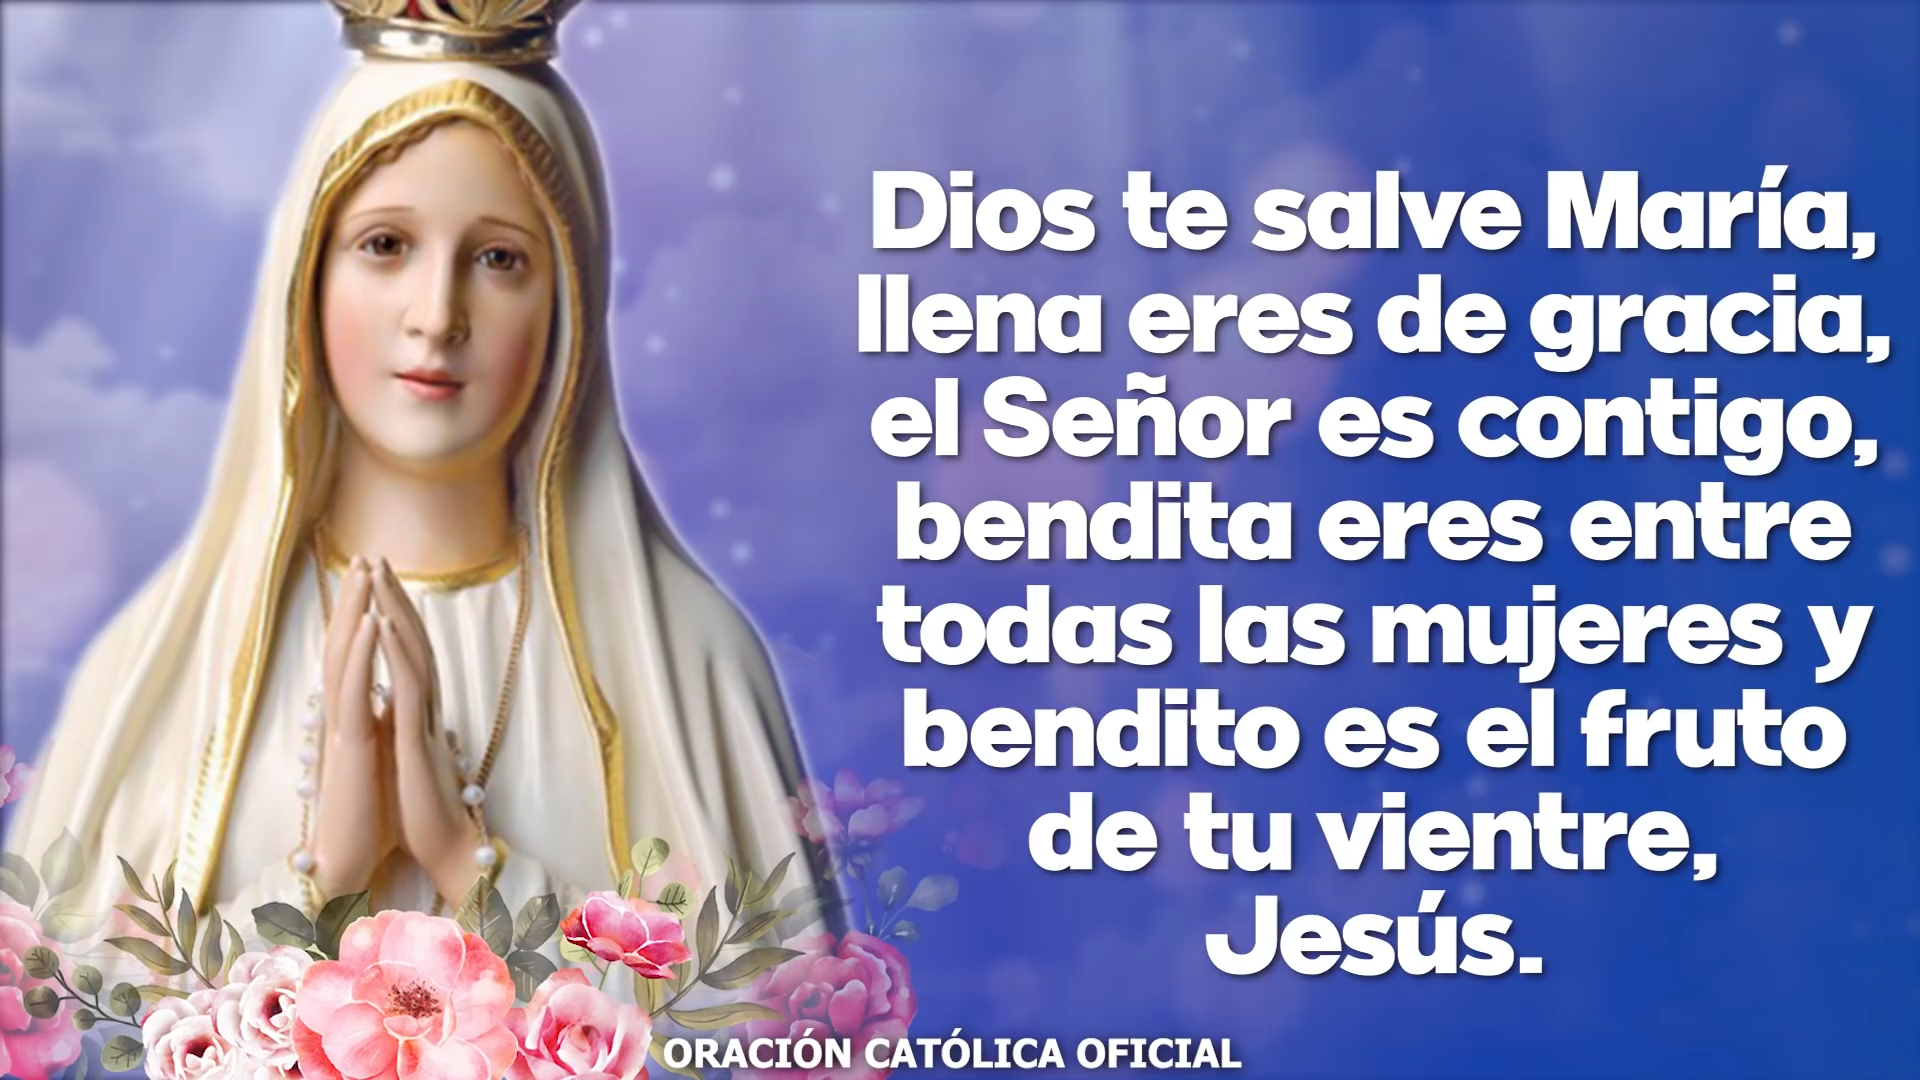 Dios te salve María,
llena eres de gracia,
el Señor es contigo,
bendita eres entre
todas las mujeres y
bendito es el fruto
de tu vientre,
Jesús.
ORACIÓN CATÓLICA OFICIAL